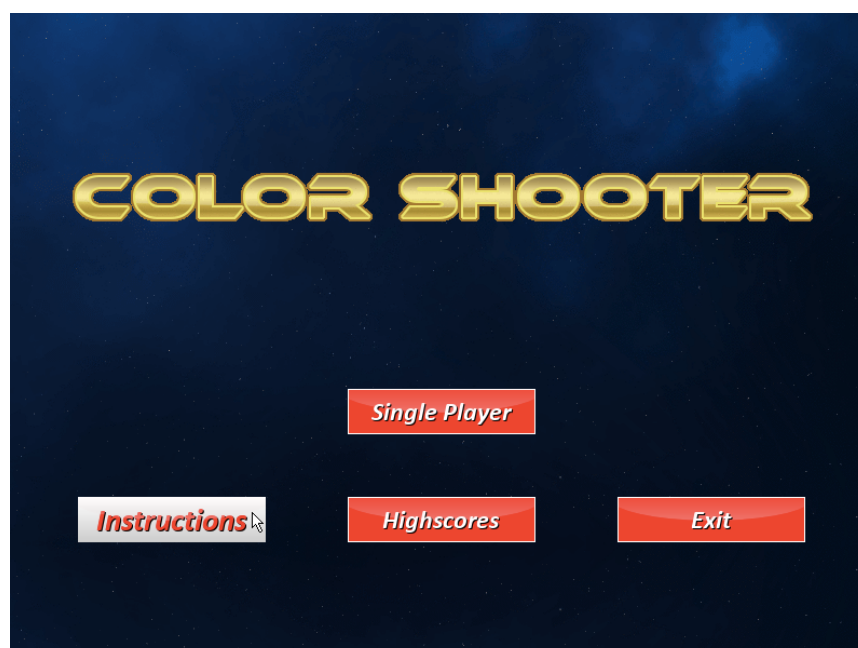 COLOR SHOOTER
Single Player
Instructions
Highscores
Exit